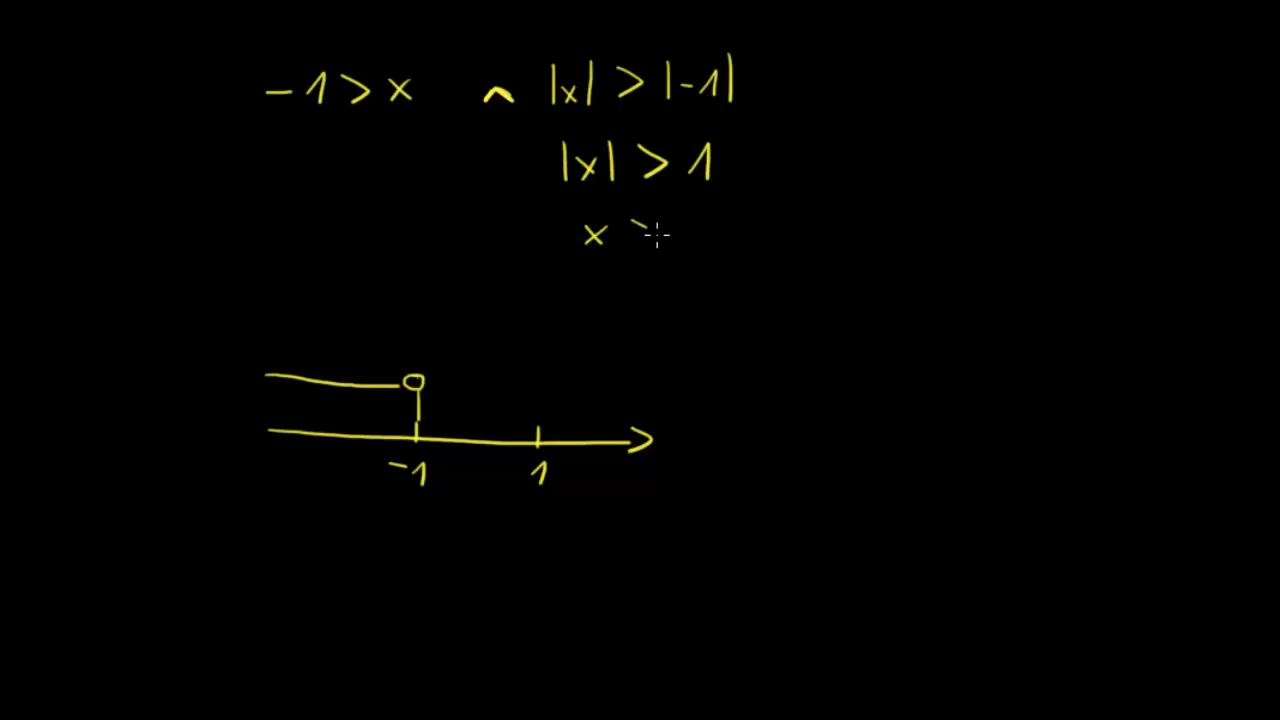 -1 > x ^ |x| > |-1|
|x| > 1
x
-1 1